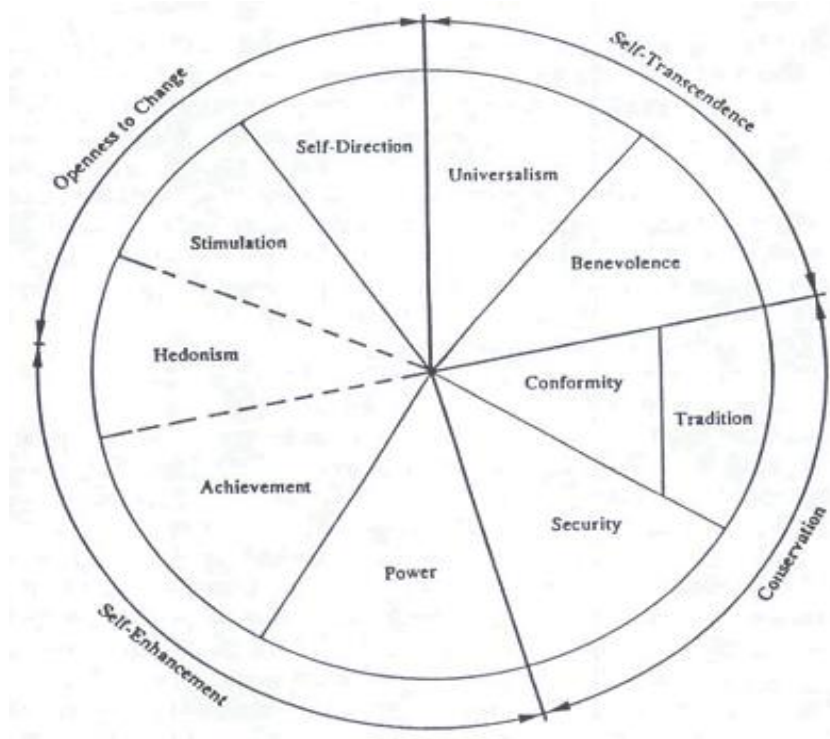 Openness to Change
Self-Transcendence
Self-Direction
Universalism
Stimulation
Benevolence
Hedonism
Conformity
Tradition
Achievement
Security
Power
Self-Enhancement
Conservation